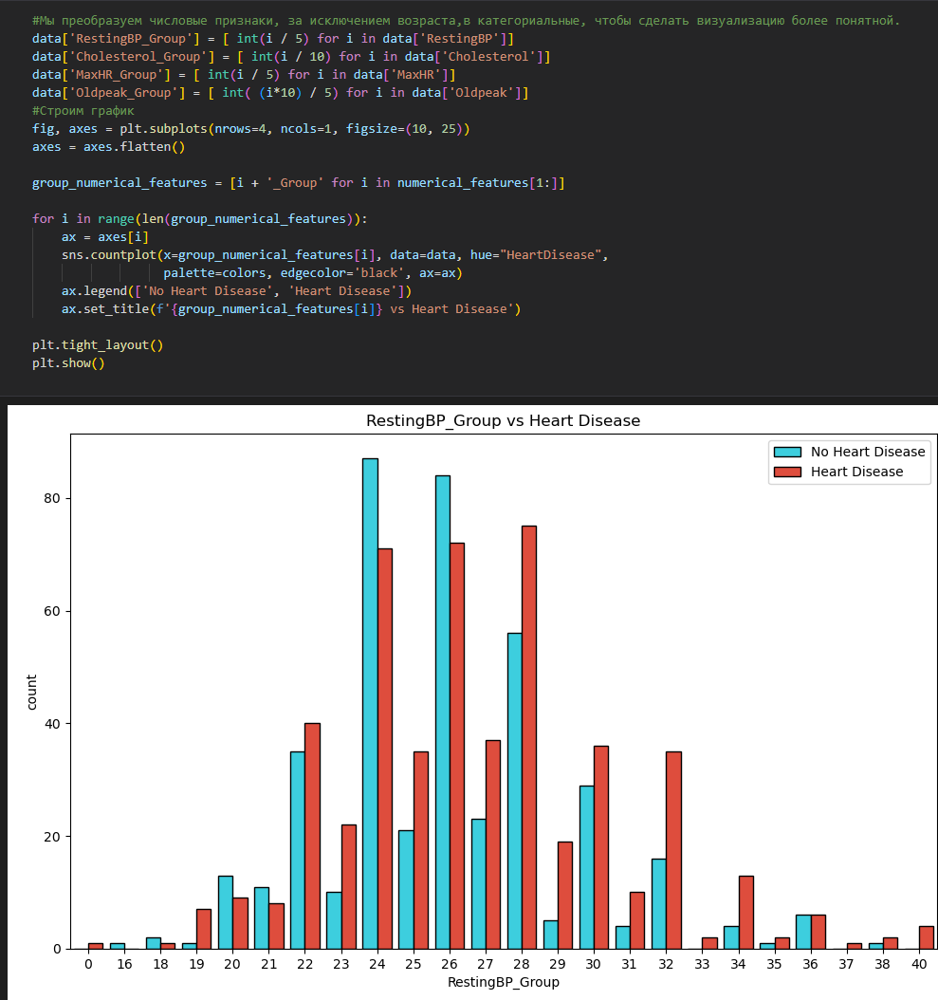 #Мы преобразуем числовые признаки, за исключением возраста,в категориальные, чтобы сделать визуализацию более понятной.
data['RestingBP_Group'] = [ int(i / 5) for i in data['RestingBP']]
data['Cholesterol_Group'] = [ int(i / 10) for i in data['Cholesterol']]
data['MaxHR_Group'] = [ int(i / 5) for i in data['MaxHR']]
data['Oldpeak_Group'] = [ int( (i*10) / 5) for i in data['Oldpeak']]
#Строим график
fig, axes = plt.subplots(nrows=4, ncols=1, figsize=(10, 25))
axes = axes.flatten()
group_numerical_features = [i + '_Group' for i in numerical_features[1:]]
for i in range(len(group_numerical_features)):
ax = axes[i]
sns.countplot(x=group_numerical_features[i], data=data, hue="HeartDisease",
palette=colors, edgecolor='black', ax=ax)
ax.legend(['No Heart Disease', 'Heart Disease'])
ax.set_title(f'{group_numerical_features[i]} vs Heart Disease')
plt.tight_layout()
plt.show()
RestingBP_Group vs Heart Disease
No Heart Disease
Heart Disease
80
60
40
20
0
count
0 16 18 19 20 21 22 23 24 25 26 27 28 29 30 31 32 33 34 35 36 37 38 40
RestingBP_Group